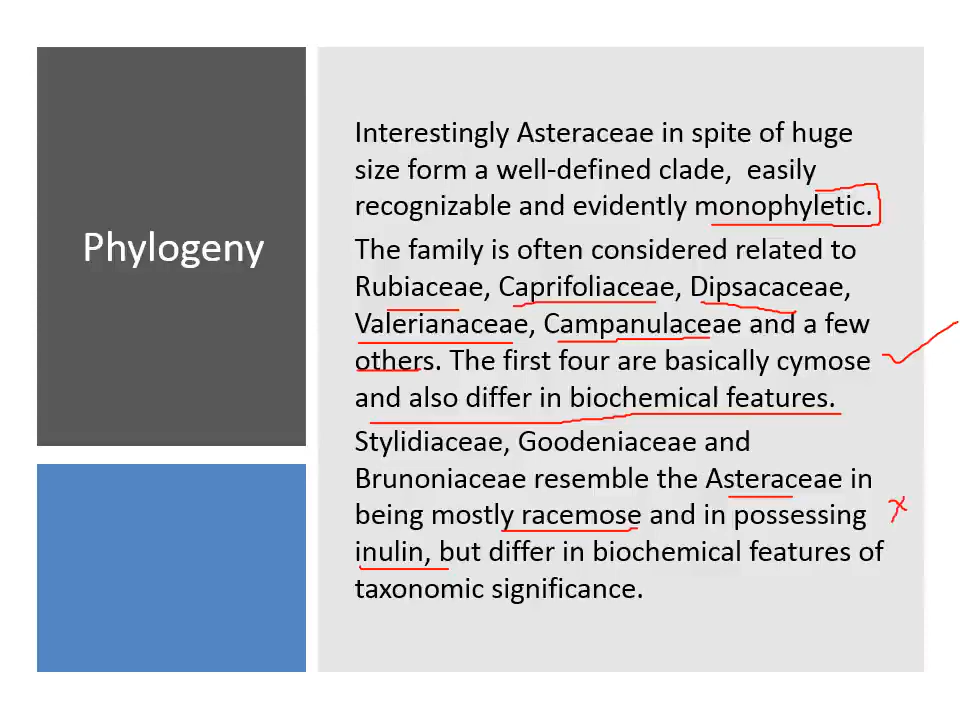 Phylogeny
Interestingly Asteraceae in spite of huge
size form a well-defined clade,  easily
recognizable and evidently monophyletic.
The family is often considered related to
Rubiaceae, Caprifoliaceae, Dipsacaceae,
Valerianaceae, Campanulaceae and a few
others. The first four are basically cymose
and also differ in biochemical features.
Stylidiaceae, Goodeniaceae and
Brunoniaceae resemble the Asteraceae in
being mostly racemose and in possessing
inulin, but differ in biochemical features of
taxonomic significance.